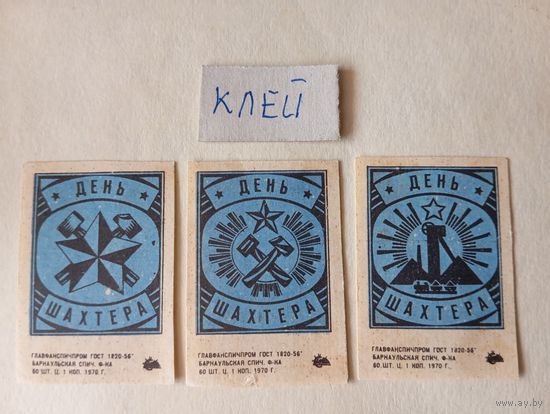 КЛЕЙ
ДЕНЬ
ШАХТЕРА
ГЛАВФАНСПИЧПРОМ ГОСТ 1820-56*
БАРНАУЛЬСКАЯ СПИЧ. Ф-КА
60 ШТ. Ц. 1 КОП. 1970 Г.
ДЕНЬ
ШАХТЕРА
ГЛАВФАНСПИЧПРОМ ГОСТ 1820-56*
БАРНАУЛЬСКАЯ СПИЧ. Ф-КА
60 ШТ. Ц. 1 КОП. 1970 Г.
ДЕНЬ
ШАХТЕРА
ГЛАВФАНСПИЧПРОМ ГОСТ 1820-56*
БАРНАУЛЬСКАЯ СПИЧ. Ф-КА
60 ШТ. Ц. 1 КОП. 1970 Г.
www.ay.by